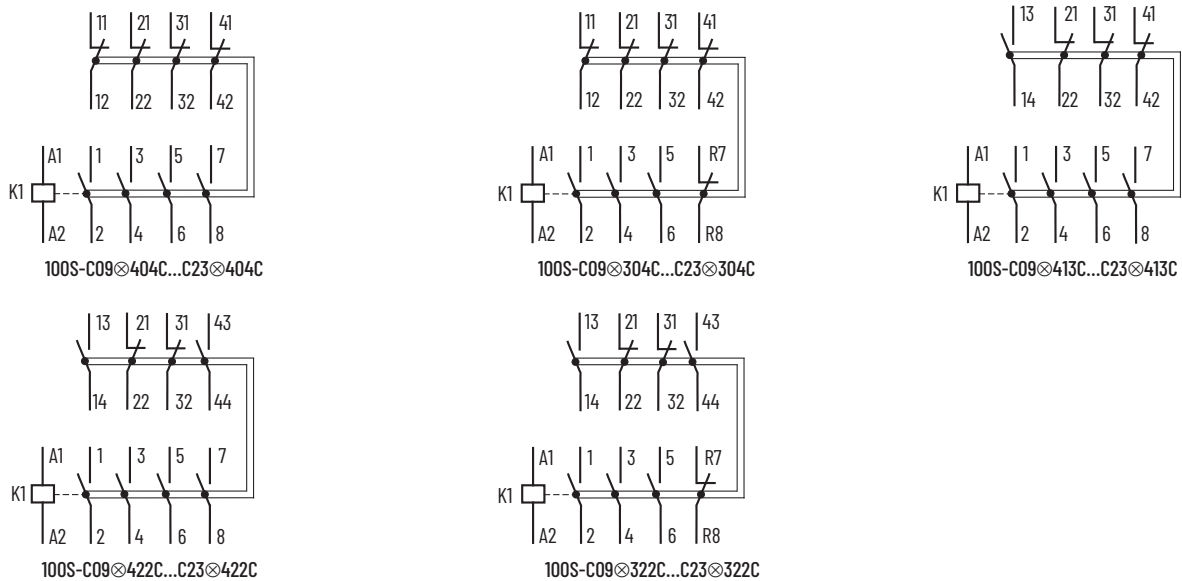 11 21 31 41
12 22 32 42
A1 1 3 5 7
K1
A2 2 4 6 8
100S-C09⊗404C...C23⊗404C
11 21 31 41
12 22 32 42
A1 1 3 5 R7
K1
A2 2 4 6 R8
100S-C09⊗304C...C23⊗304C
13 21 31 41
14 22 32 42
A1 1 3 5 7
K1
A2 2 4 6 8
100S-C09⊗413C...C23⊗413C
13 21 31 43
14 22 32 44
A1 1 3 5 7
K1
A2 2 4 6 8
100S-C09⊗422C...C23⊗422C
13 21 31 43
14 22 32 44
A1 1 3 5 R7
K1
A2 2 4 6 R8
100S-C09⊗322C...C23⊗322C